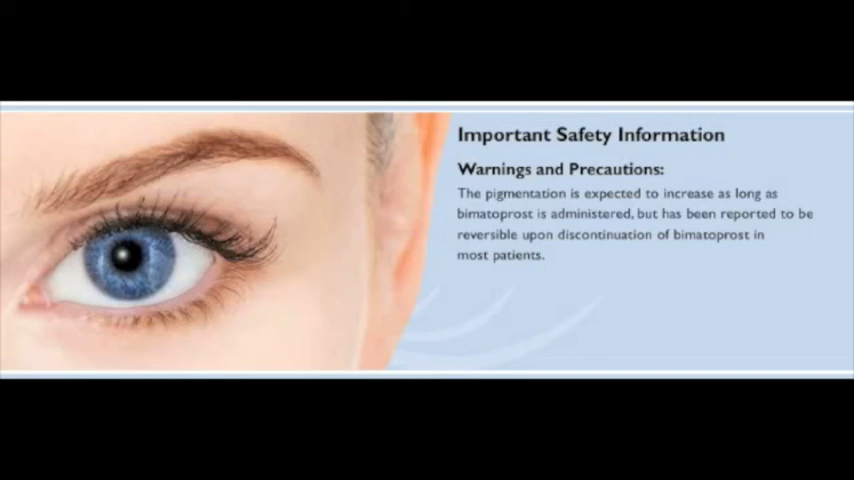 Important Safety Information
Warnings and Precautions:
The pigmentation is expected to increase as long as
bimatoprost is administered, but has been reported to be
reversible upon discontinuation of bimatoprost in
most patients.